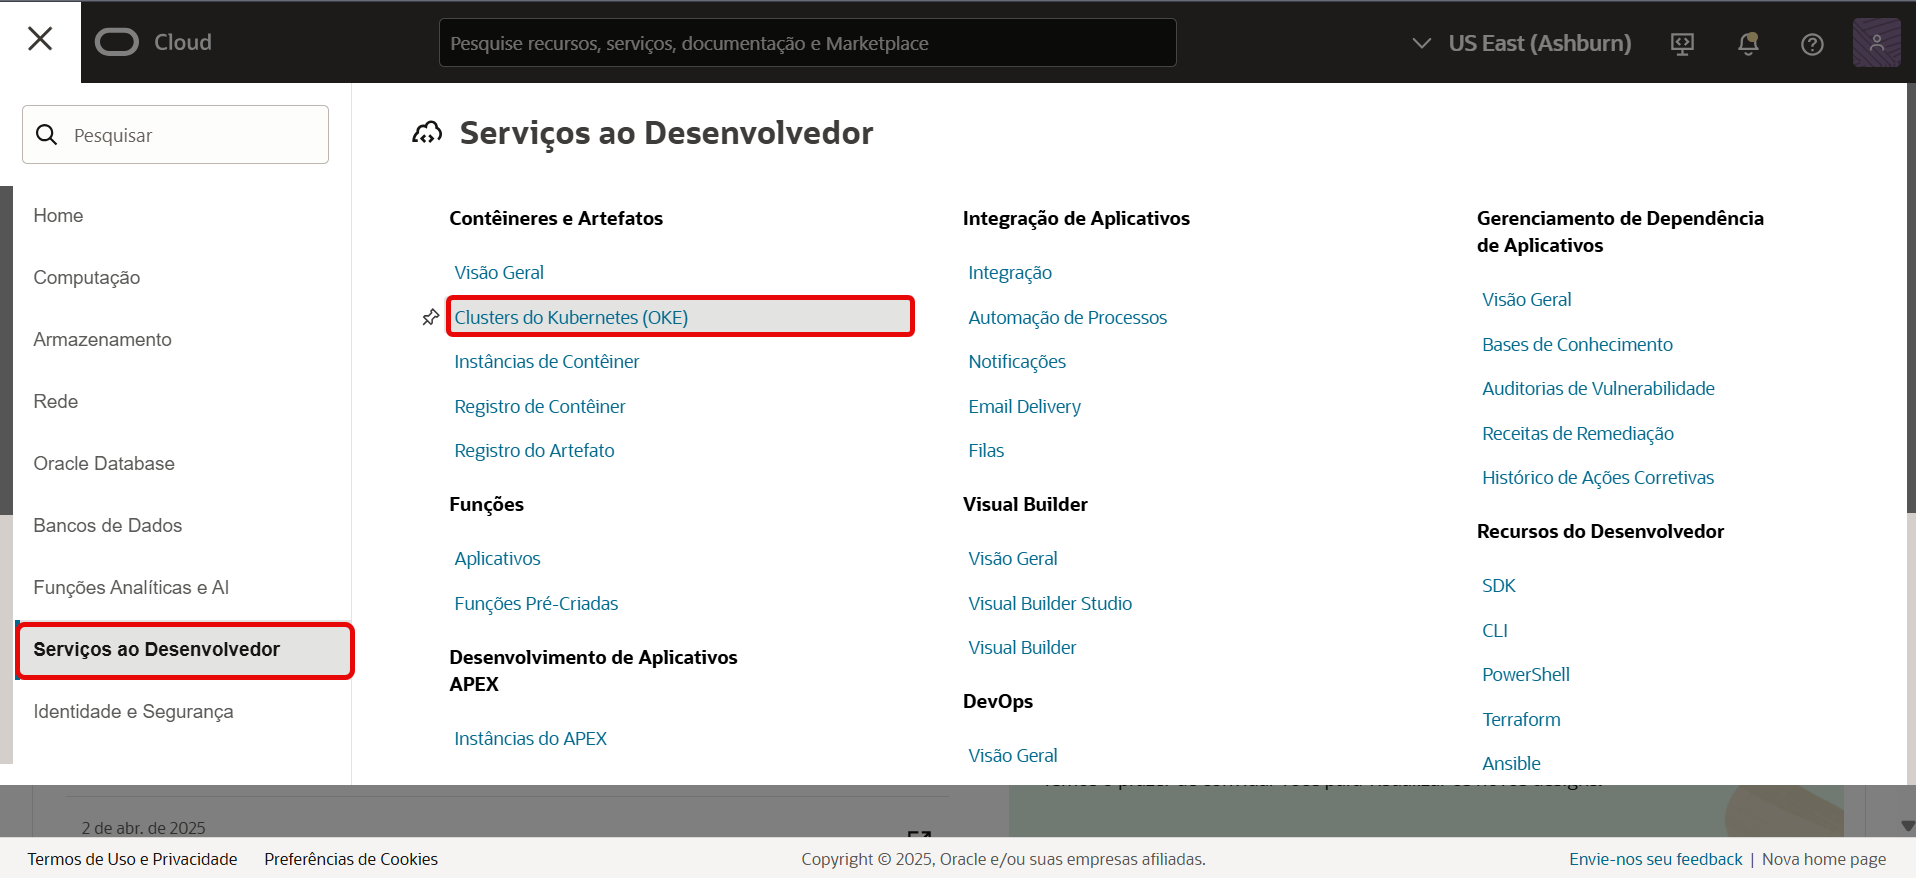 Cloud
Pesquise recursos, serviços, documentação e Marketplace
US East (Ashburn)
Pesquisar
Home
Computação
Armazenamento
Rede
Oracle Database
Bancos de Dados
Funções Analíticas e AI
Serviços ao Desenvolvedor
Identidade e Segurança
Serviços ao Desenvolvedor
Contêineres e Artefatos
Visão Geral
Clusters do Kubernetes (OKE)
Instâncias de Contêiner
Registro de Contêiner
Registro do Artefato
Funções
Aplicativos
Funções Pré-Criadas
Desenvolvimento de Aplicativos
APEX
Instâncias do APEX
Integração de Aplicativos
Integração
Automação de Processos
Notificações
Email Delivery
Filas
Visual Builder
Visão Geral
Visual Builder Studio
Visual Builder
DevOps
Visão Geral
Gerenciamento de Dependência
de Aplicativos
Visão Geral
Bases de Conhecimento
Auditorias de Vulnerabilidade
Receitas de Remediação
Histórico de Ações Corretivas
Recursos do Desenvolvedor
SDK
CLI
PowerShell
Terraform
Ansible
2 de abr. de 2025
Termos de Uso e Privacidade
Preferências de Cookies
Copyright © 2025, Oracle e/ou suas empresas afiliadas.
Envie-nos seu feedback | Nova home page